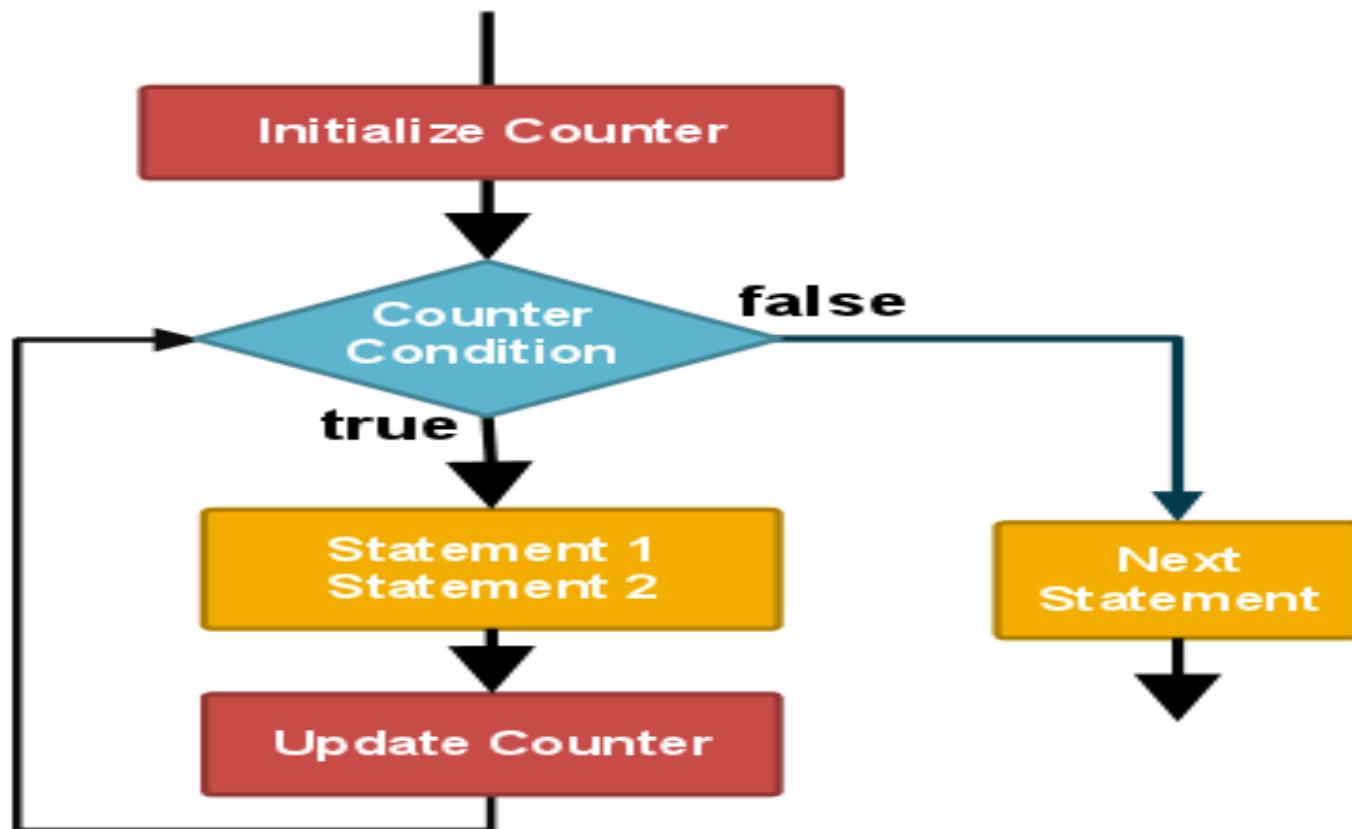 Initialize Counter
Counter
Condition
false
true
Statement 1
Statement 2
Next
Statement
Update Counter